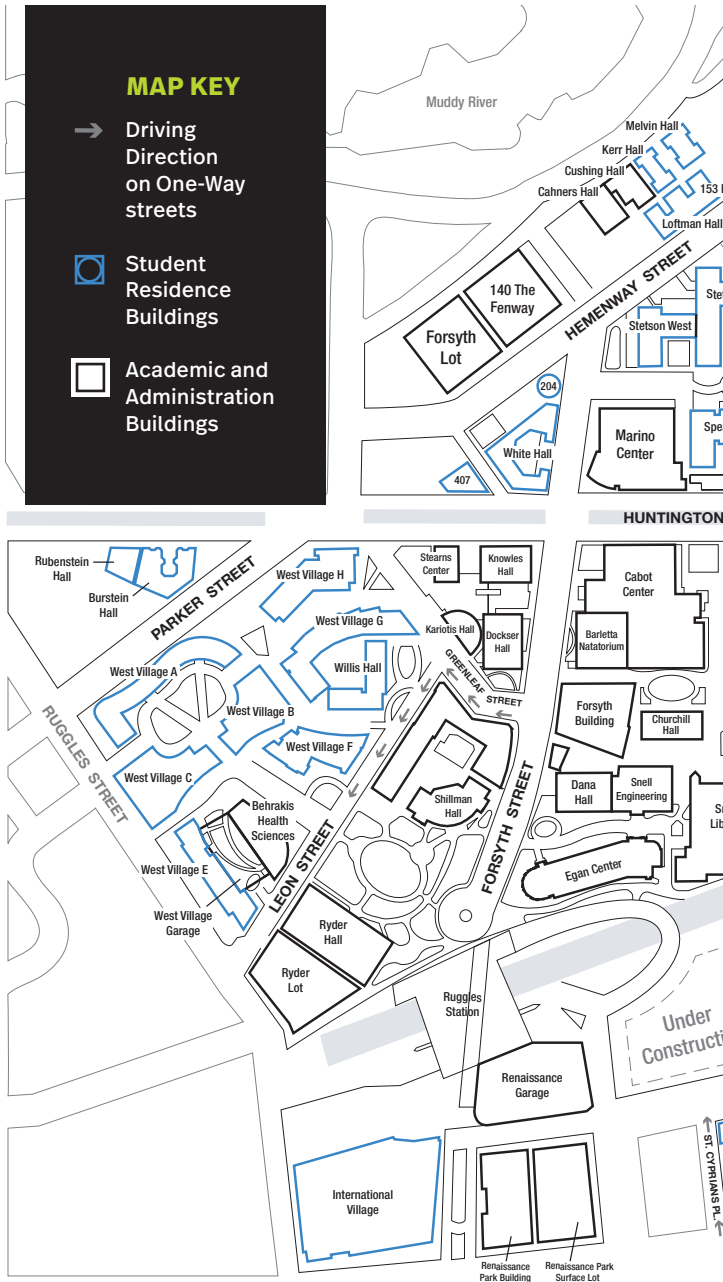 MAP KEY
Driving
Direction
on One-Way
streets
Student
Residence
Buildings
Academic and
Administration
Buildings
Muddy River
Melvin Hall
Kerr Hall
Cushing Hall
Cahners Hall
153
Loftman Hall
140 The
Fenway
HEMENWAY STREET
Forsyth
Lot
Stetson West
Ste
204
White Hall
407
Marino
Center
Spea
HUNTINGTON
Rubenstein
Hall
Burstein
Hall
PARKER STREET
West Village H
Stearns
Center
Knowles
Hall
Cabot
Center
West Village G
Kariotis Hall
Dockser
Hall
Barletta
Natatorium
West Village A
Willis Hall
GREENLEAF STREET
RUGGLES STREET
West Village B
Forsyth
Building
Churchill
Hall
West Village F
West Village C
Behrakis
Health
Sciences
Shillman
Hall
FORSYTH STREET
Dana
Hall
Snell
Engineering
Sn
Lib
LEON STREET
West Village E
Egan Center
West Village
Garage
Ryder
Hall
Ryder
Lot
Ruggles
Station
Under
Constructi
Renaissance
Garage
ST. CYPRIANS PL.
International
Village
Renaissance
Park Building
Renaissance Park
Surface Lot